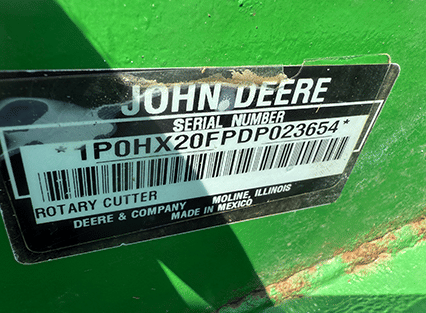 JOHN DEERE
SERIAL NUMBER
*1P0HX20FPDP023654*
ROTARY CUTTER
DEERE & COMPANY MOLINE, ILLINOIS
MADE IN MEXICO